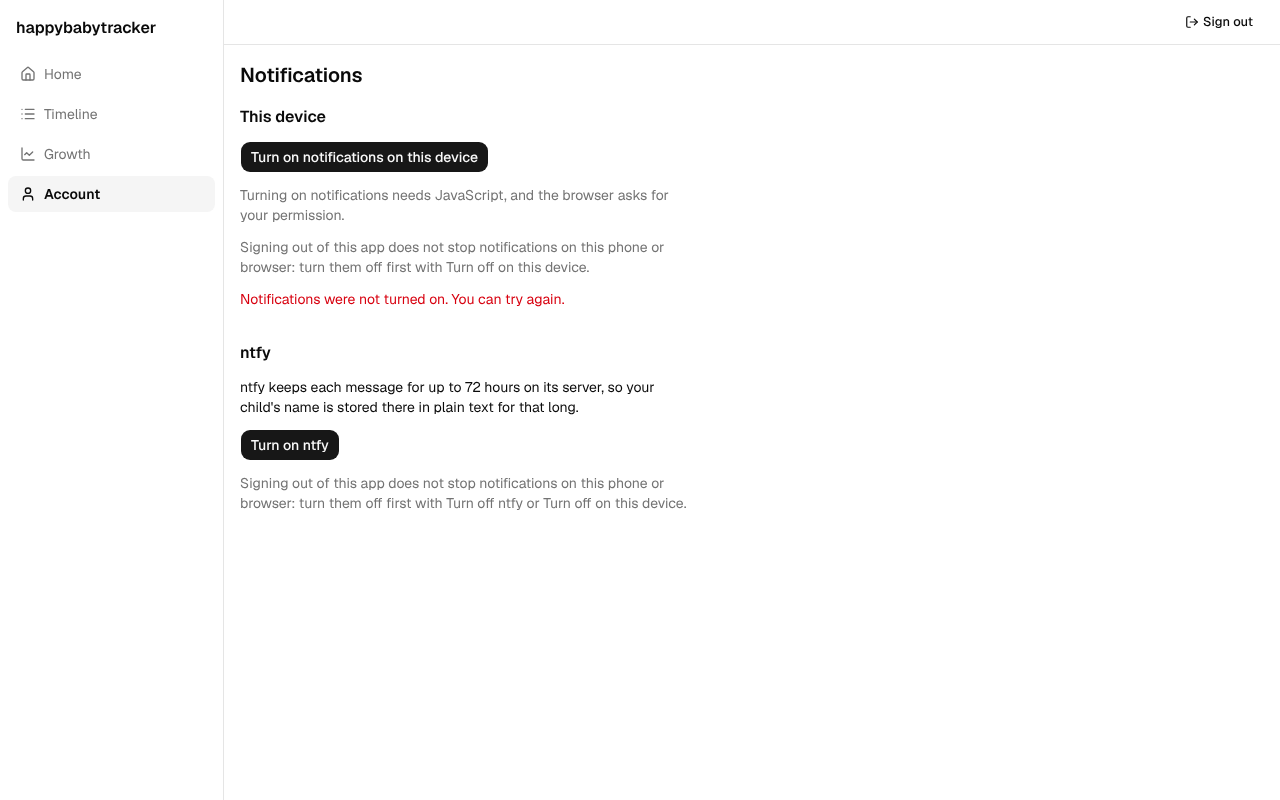 happybabytracker
Sign out
Home
Timeline
Growth
Account
Notifications
This device
Turn on notifications on this device
Turning on notifications needs JavaScript, and the browser asks for
your permission.
Signing out of this app does not stop notifications on this phone or
browser: turn them off first with Turn off on this device.
Notifications were not turned on. You can try again.
ntfy
ntfy keeps each message for up to 72 hours on its server, so your
child's name is stored there in plain text for that long.
Turn on ntfy
Signing out of this app does not stop notifications on this phone or
browser: turn them off first with Turn off ntfy or Turn off on this device.